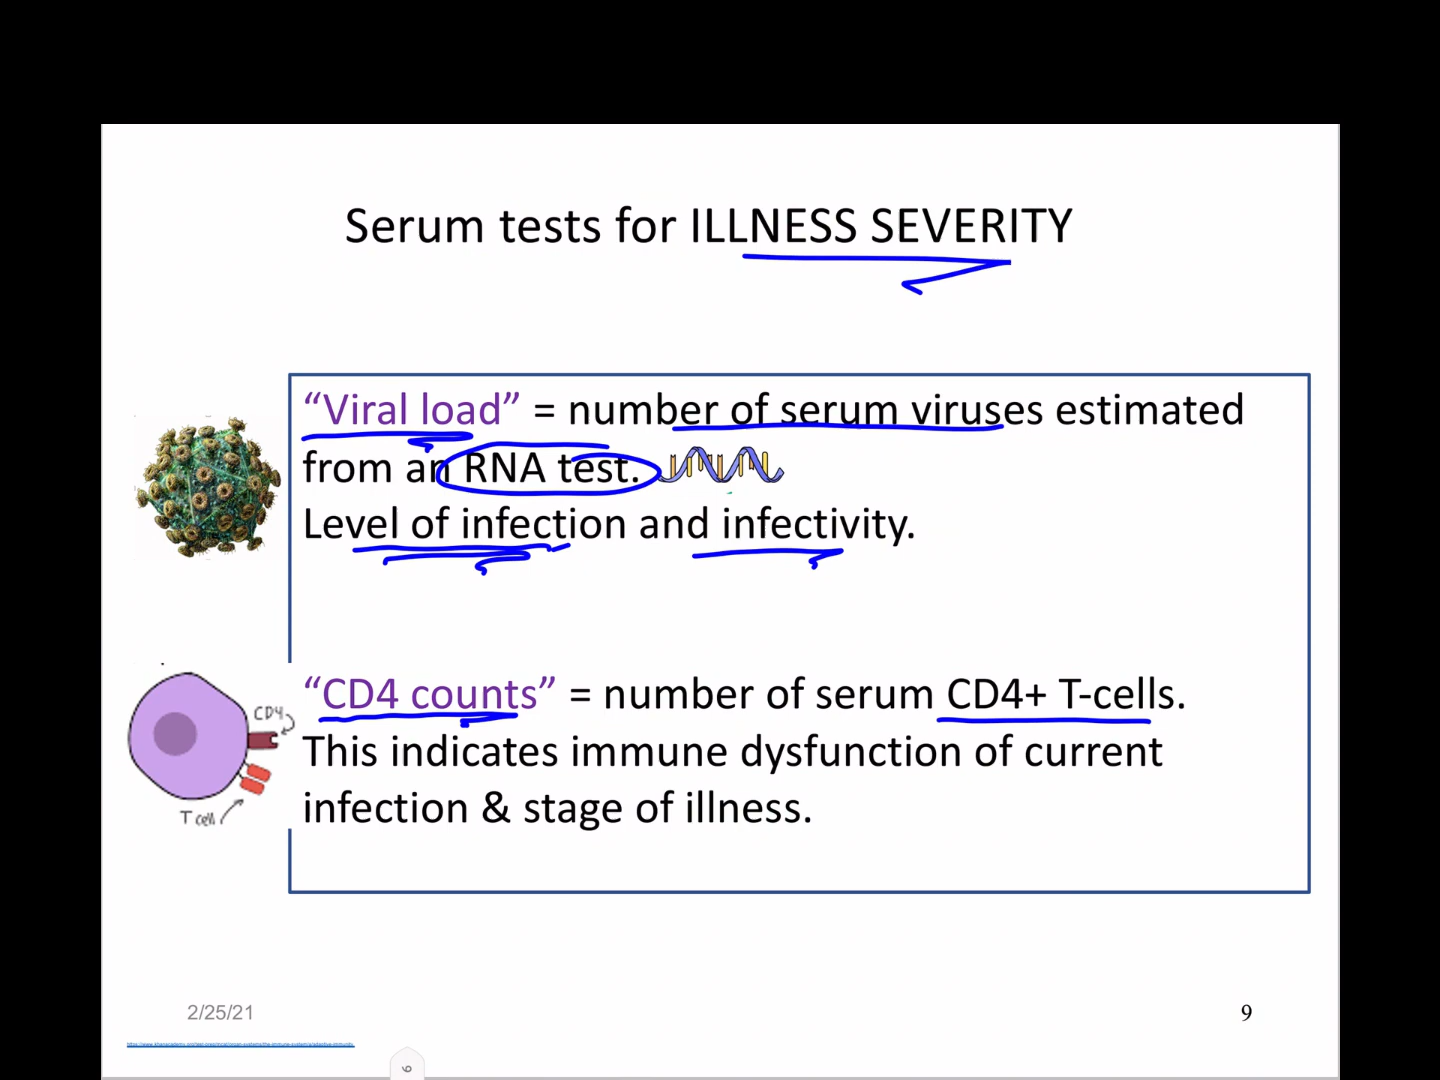 Serum tests for ILLNESS SEVERITY
“Viral load” = number of serum viruses estimated
from an RNA test.
Level of infection and infectivity.
“CD4 counts” = number of serum CD4+ T-cells.
This indicates immune dysfunction of current
infection & stage of illness.
CD4
T cell
2/25/21
9
6